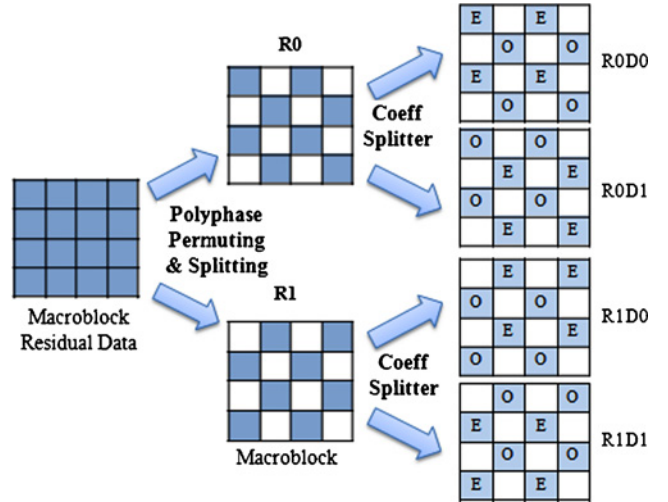 R0
E E
O O
E E
O O
R0D0
Coeff
Splitter
O O
E E
O O
E E
R0D1
Polyphase
Permuting
& Splitting
Macroblock
Residual Data
R1
E E
O O
E E
O O
R1D0
Coeff
Splitter
O O
E E
O O
E E
R1D1
Macroblock